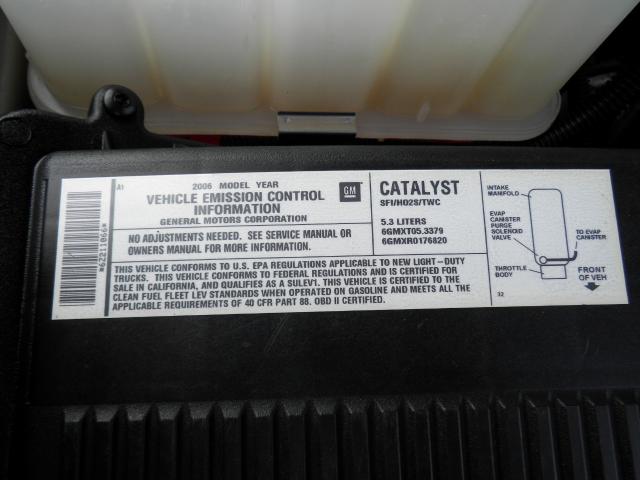 *62211066*
A1
2006 MODEL YEAR
VEHICLE EMISSION CONTROL
INFORMATION
GENERAL MOTORS CORPORATION
GM
NO ADJUSTMENTS NEEDED. SEE SERVICE MANUAL OR
OWNERS MANUAL FOR MORE INFORMATION.
CATALYST
SFI/HO2S/TWC
5.3 LITERS
6GMXT05.3379
6GMXR0176820
THIS VEHICLE CONFORMS TO U.S. EPA REGULATIONS APPLICABLE TO NEW LIGHT-DUTY
TRUCKS. THIS VEHICLE CONFORMS TO FEDERAL REGULATIONS AND IS CERTIFIED FOR
SALE IN CALIFORNIA, AND QUALIFIES AS A SULEV1. THIS VEHICLE IS CERTIFIED TO THE
CLEAN FUEL FLEET LEV STANDARDS WHEN OPERATED ON GASOLINE AND MEETS ALL THE
APPLICABLE REQUIREMENTS OF 40 CFR PART 88. OBD II CERTIFIED.
INTAKE
MANIFOLD
EVAP
CANISTER
PURGE
SOLENOID
VALVE
TO EVAP
CANISTER
THROTTLE
BODY
FRONT
OF VEH
32